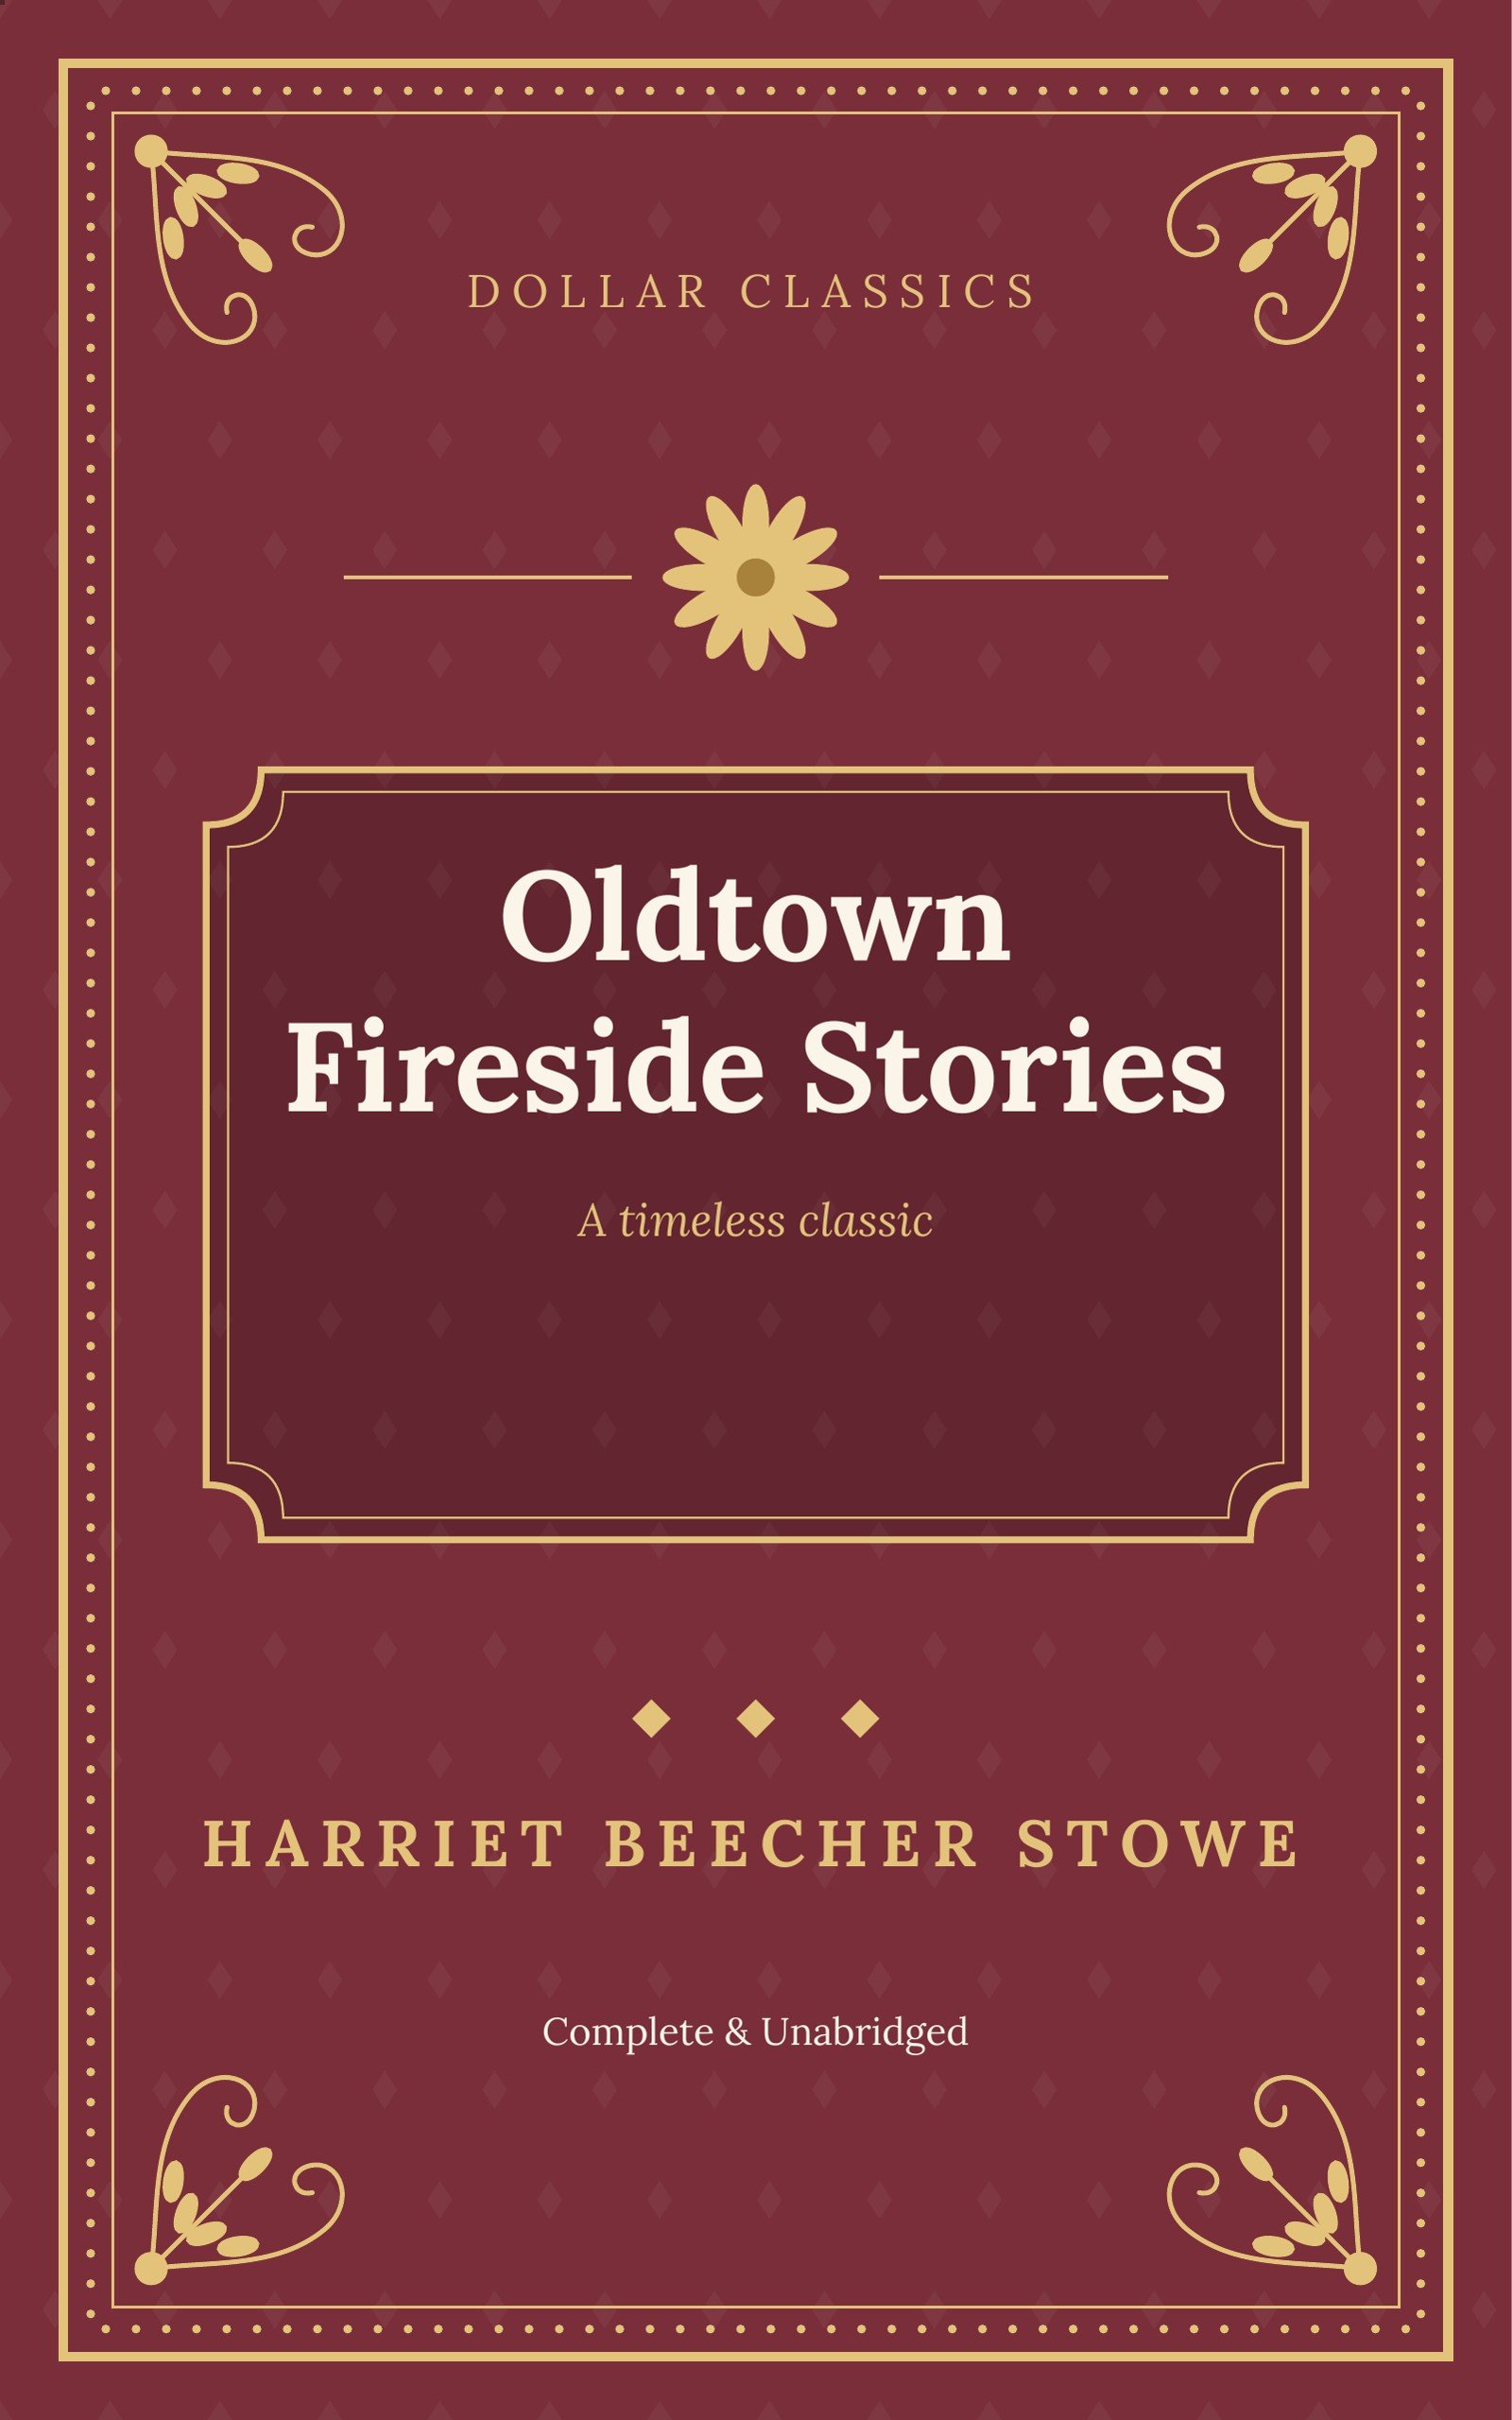 DOLLAR CLASSICS
Oldtown
Fireside Stories
A timeless classic
HARRIET BEECHER STOWE
Complete & Unabridged